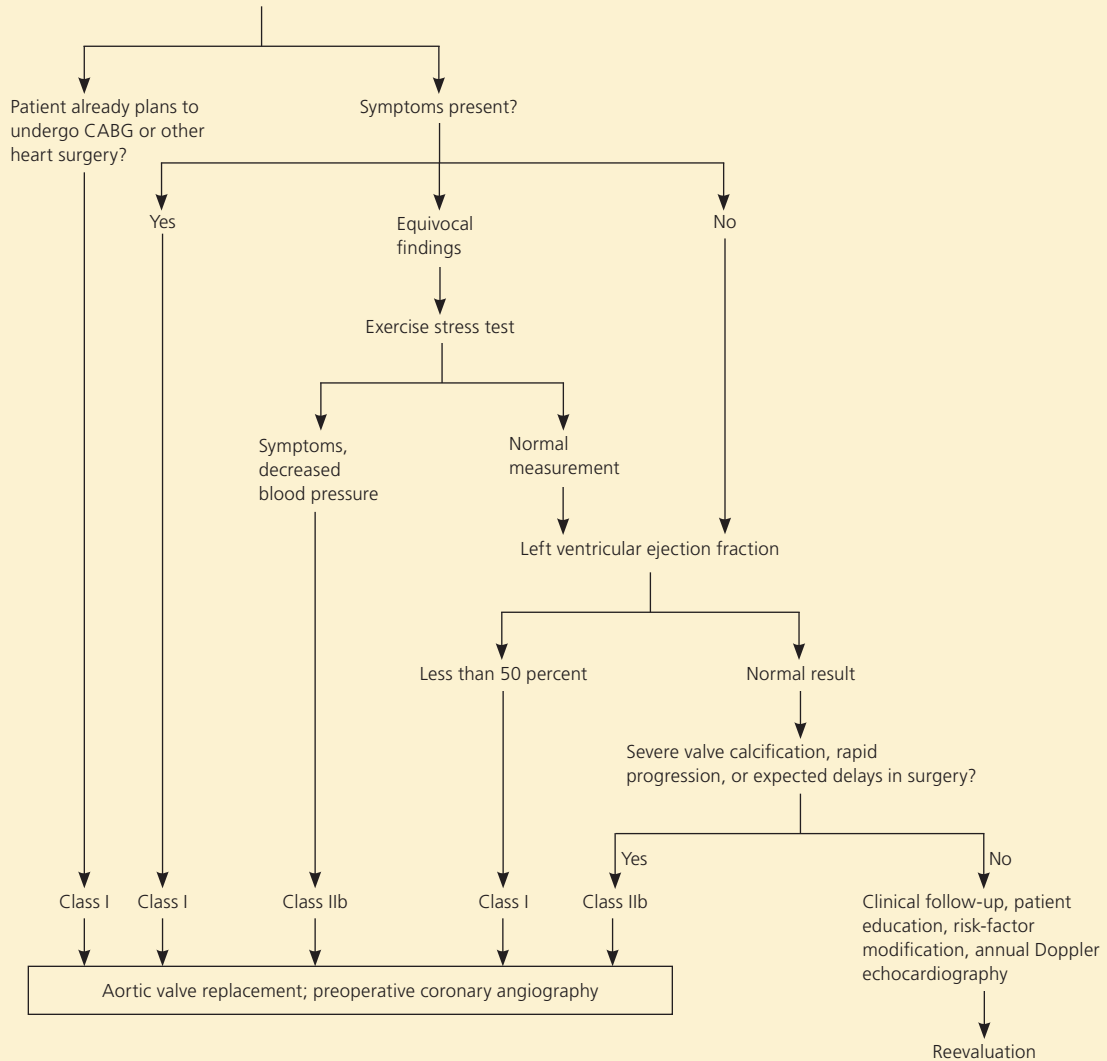 Patient already plans to
undergo CABG or other
heart surgery?
Symptoms present?
Yes
Equivocal
findings
No
Exercise stress test
Symptoms,
decreased
blood pressure
Normal
measurement
Left ventricular ejection fraction
Less than 50 percent
Normal result
Severe valve calcification, rapid
progression, or expected delays in surgery?
Yes
No
Class I
Class I
Class IIb
Class I
Class IIb
Clinical follow-up, patient
education, risk-factor
modification, annual Doppler
echocardiography
Aortic valve replacement; preoperative coronary angiography
Reevaluation